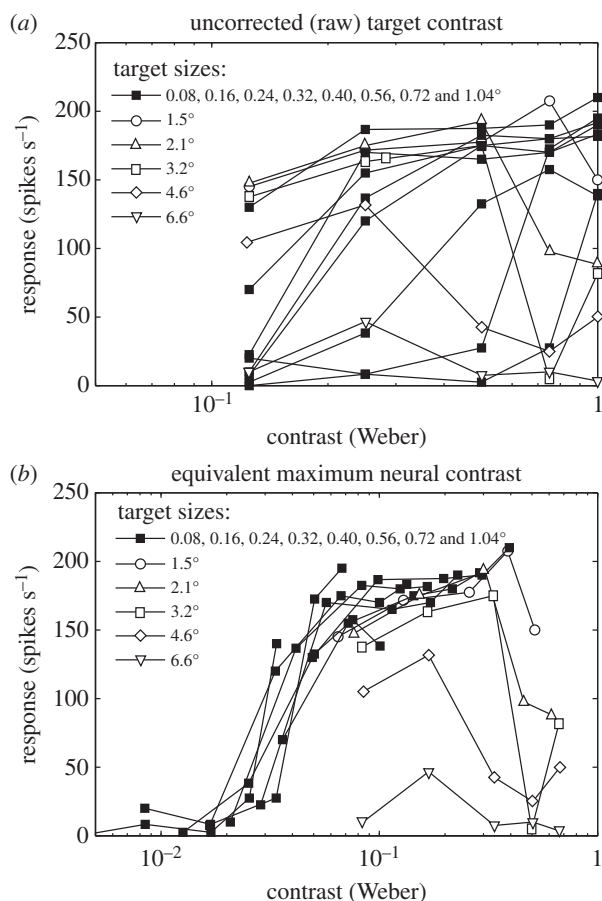 (a) uncorrected (raw) target contrast
250
200
150
100
50
0
response (spikes s⁻¹)
target sizes:
0.08, 0.16, 0.24, 0.32, 0.40, 0.56, 0.72 and 1.04°
1.5°
2.1°
3.2°
4.6°
6.6°
10⁻¹ 1
contrast (Weber)
(b) equivalent maximum neural contrast
250
200
150
100
50
0
response (spikes s⁻¹)
target sizes:
0.08, 0.16, 0.24, 0.32, 0.40, 0.56, 0.72 and 1.04°
1.5°
2.1°
3.2°
4.6°
6.6°
10⁻² 10⁻¹ 1
contrast (Weber)